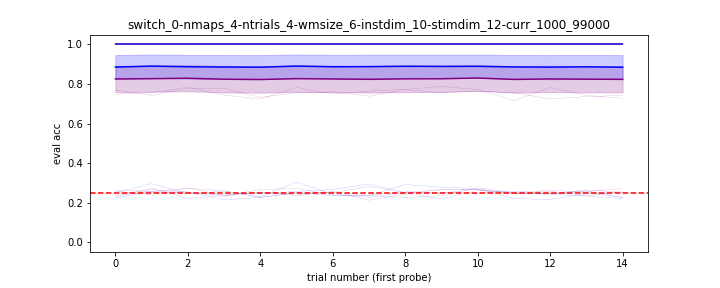 switch_0-nmaps_4-ntrials_4-wmsize_6-instdim_10-stimdim_12-curr_1000_99000
1.0
0.8
0.6
0.4
0.2
0.0
eval acc
0 2 4 6 8 10 12 14
trial number (first probe)